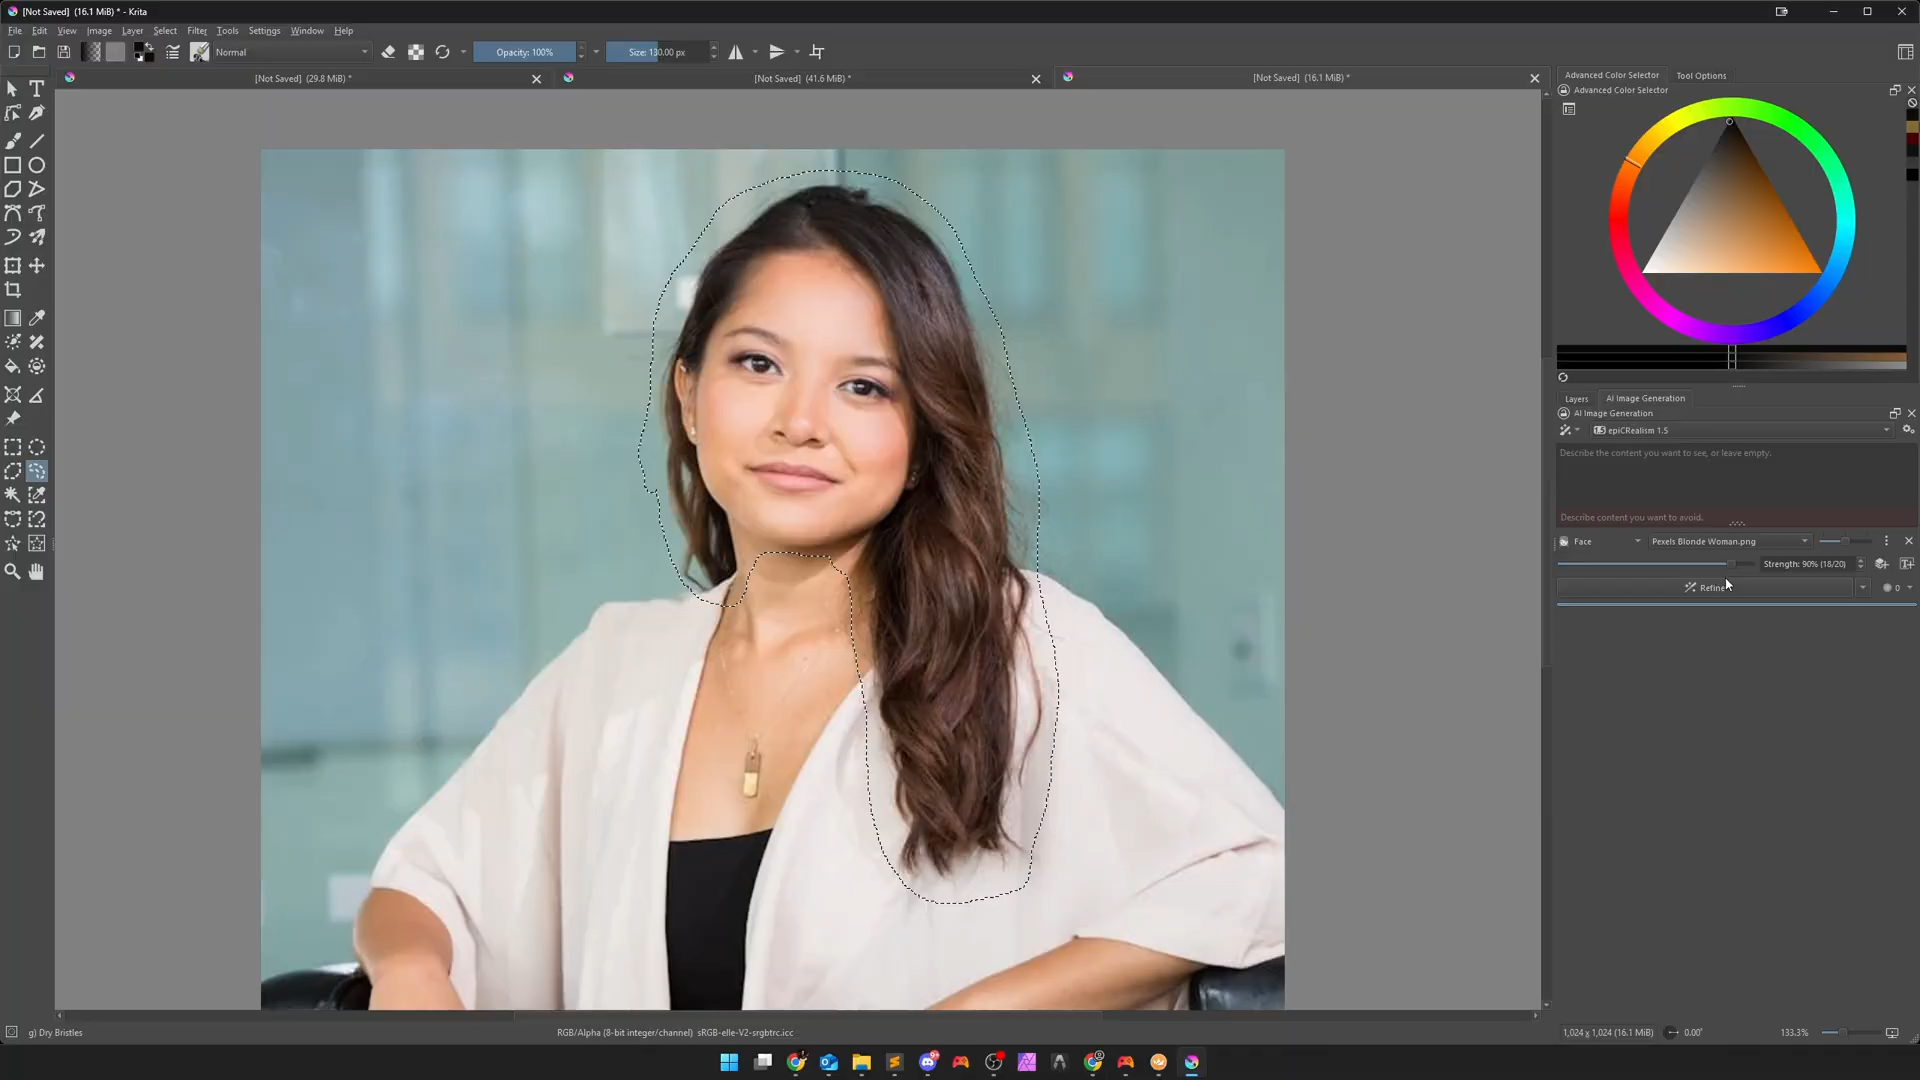 [Not Saved]  (16.1 MiB) * - Krita
File Edit View Image Layer Select Filter Tools Settings Window Help
Normal Opacity: 100% Size: 130.00 px
[Not Saved]  (29.8 MiB) * [Not Saved]  (41.6 MiB) * [Not Saved]  (16.1 MiB) *
Advanced Color Selector Tool Options
Advanced Color Selector
Layers AI Image Generation
AI Image Generation
1.5 epiCRealism 1.5
Describe the content you want to see, or leave empty.
Describe content you want to avoid.
Face Pexels Blonde Woman.png
Strength: 90% (18/20)
Refine 0
g) Dry Bristles RGB/Alpha (8-bit integer/channel)  sRGB-elle-V2-srgbtrc.icc 1,024 x 1,024 (16.1 MiB) 0.00° 133.3%